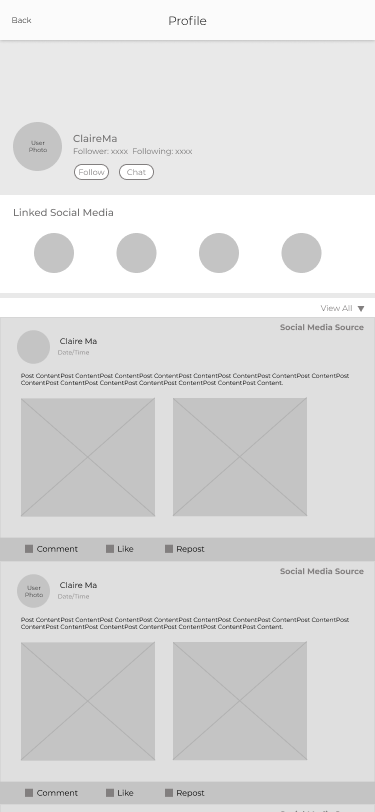 Back
Profile
User
Photo
ClaireMa
Follower: xxxx Following: xxxx
Follow
Chat
Linked Social Media
View All
Social Media Source
Claire Ma
Date/Time
Post ContentPost ContentPost ContentPost ContentPost ContentPost ContentPost ContentPost ContentPost
ContentPost ContentPost ContentPost ContentPost ContentPost ContentPost ContentPost Content.
Comment
Like
Repost
Social Media Source
User
Photo
Claire Ma
Date/Time
Post ContentPost ContentPost ContentPost ContentPost ContentPost ContentPost ContentPost ContentPost
ContentPost ContentPost ContentPost ContentPost ContentPost ContentPost ContentPost Content.
Comment
Like
Repost